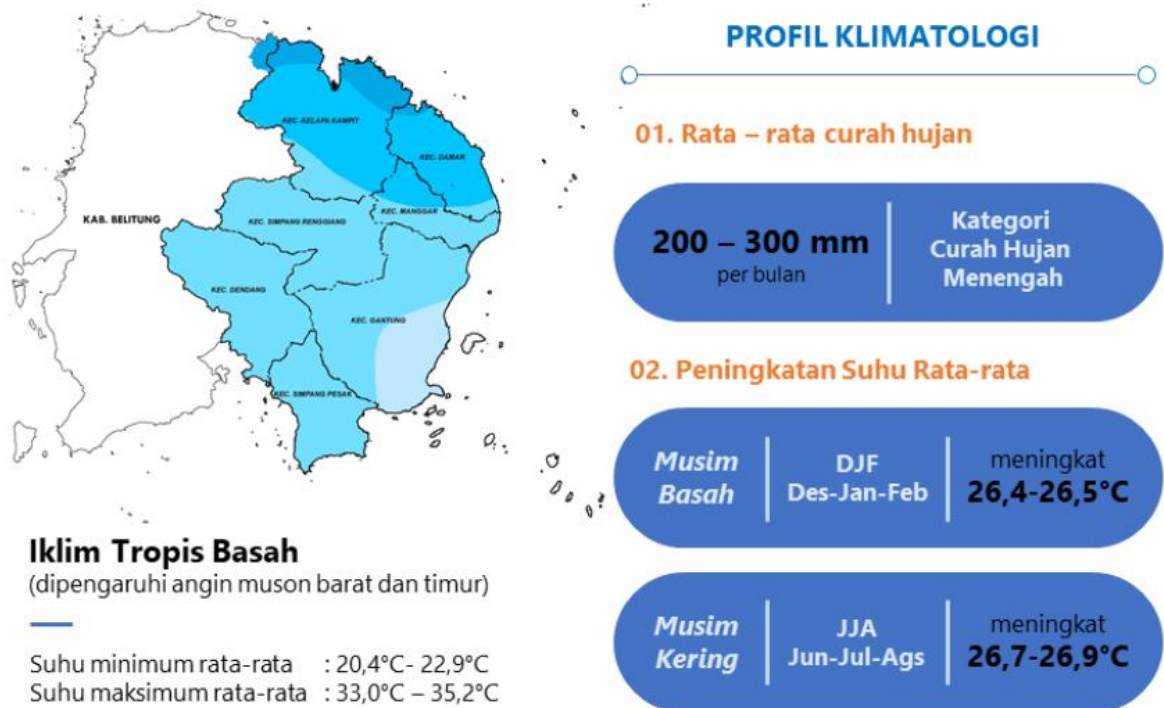 KEC. KELAPA KAMPIT
KEC. DAMAR
KAB. BELITUNG
KEC. SIMPANG RENGGIANG
KEC. MANGGAR
KEC. DENDANG
KEC. GANTUNG
KEC. SIMPANG PESAK
Iklim Tropis Basah
(dipengaruhi angin muson barat dan timur)
Suhu minimum rata-rata : 20,4°C- 22,9°C
Suhu maksimum rata-rata : 33,0°C – 35,2°C
PROFIL KLIMATOLOGI
01. Rata – rata curah hujan
200 – 300 mm
per bulan
Kategori
Curah Hujan
Menengah
02. Peningkatan Suhu Rata-rata
Musim
Basah
DJF
Des-Jan-Feb
meningkat
26,4-26,5°C
Musim
Kering
JJA
Jun-Jul-Ags
meningkat
26,7-26,9°C